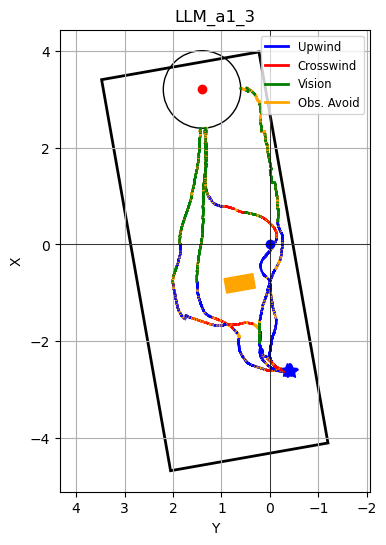 LLM_a1_3
Upwind
Crosswind
Vision
Obs. Avoid
4
2
0
−2
−4
X
4 3 2 1 0 −1 −2
Y